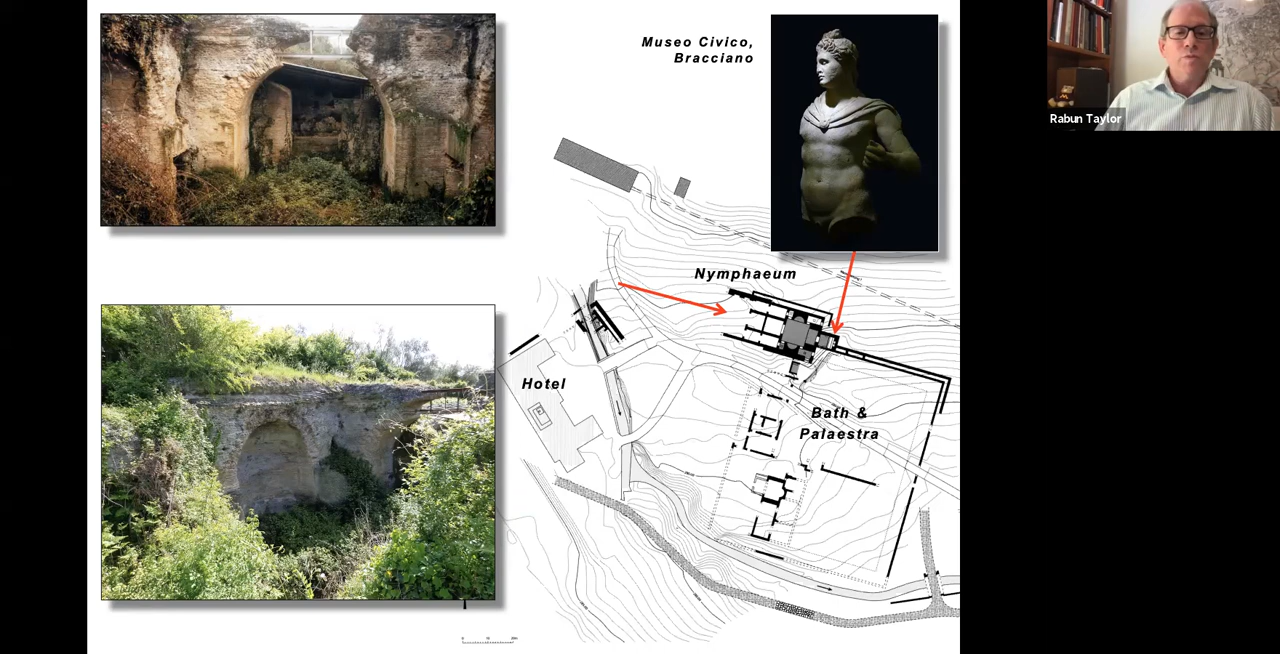 Museo Civico,
Bracciano
Rabun Taylor
Nymphaeum
Hotel
Bath &
Palaestra